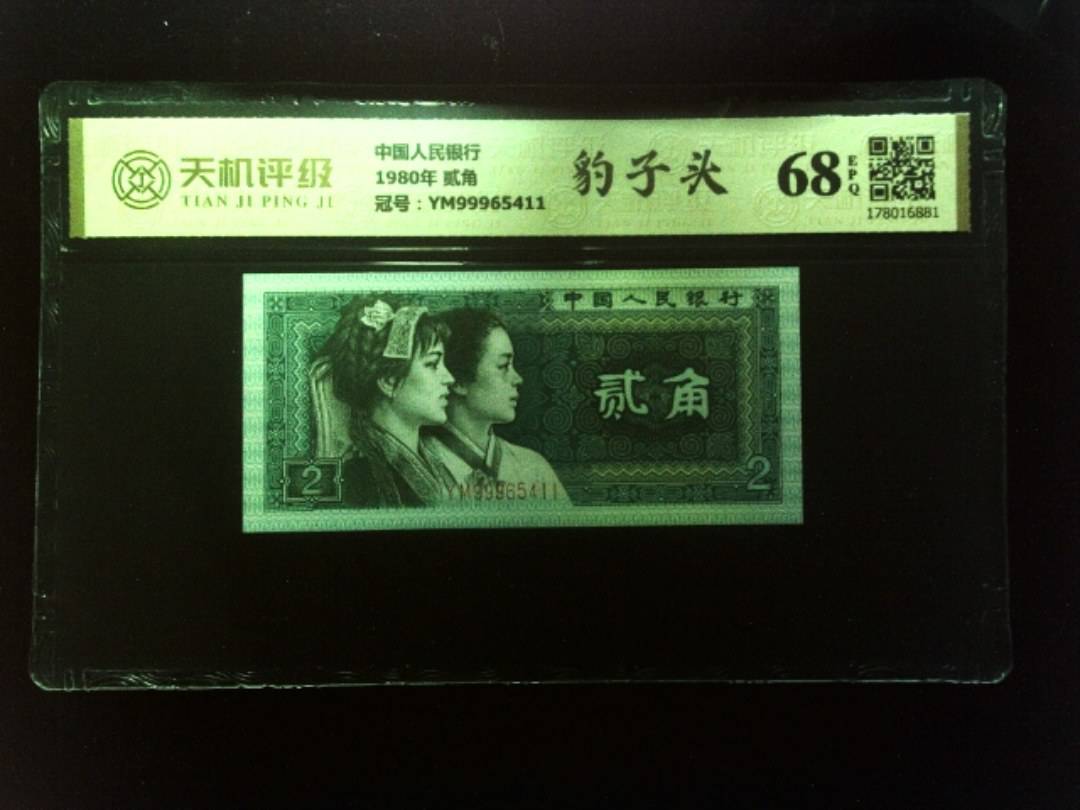 天机评级
TIAN JI PING JI
中国人民银行
1980年 贰角
冠号：YM99965411
豹子头
68
EPQ
178016881
中国人民银行
贰角
2
2
YM99965411